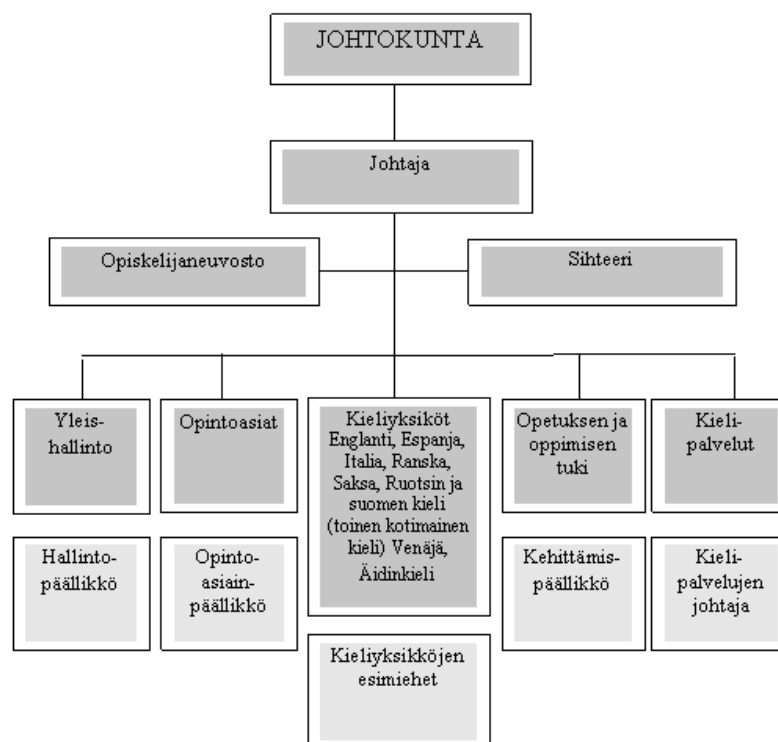 JOHTOKUNTA
Johtaja
Opiskelijaneuvosto
Sihteeri
Yleis-
hallinto
Opintoasiat
Kieliyksiköt
Englanti, Espanja,
Italia, Ranska,
Saksa, Ruotsin ja
suomen kieli
(toinen kotimainen
kieli) Venäjä,
Äidinkieli
Opetuksen ja
oppimisen
tuki
Kieli-
palvelut
Hallinto-
päällikkö
Opinto-
asiain-
päällikkö
Kieliyksikköjen
esimiehet
Kehittämis-
päällikkö
Kieli-
palvelujen
johtaja